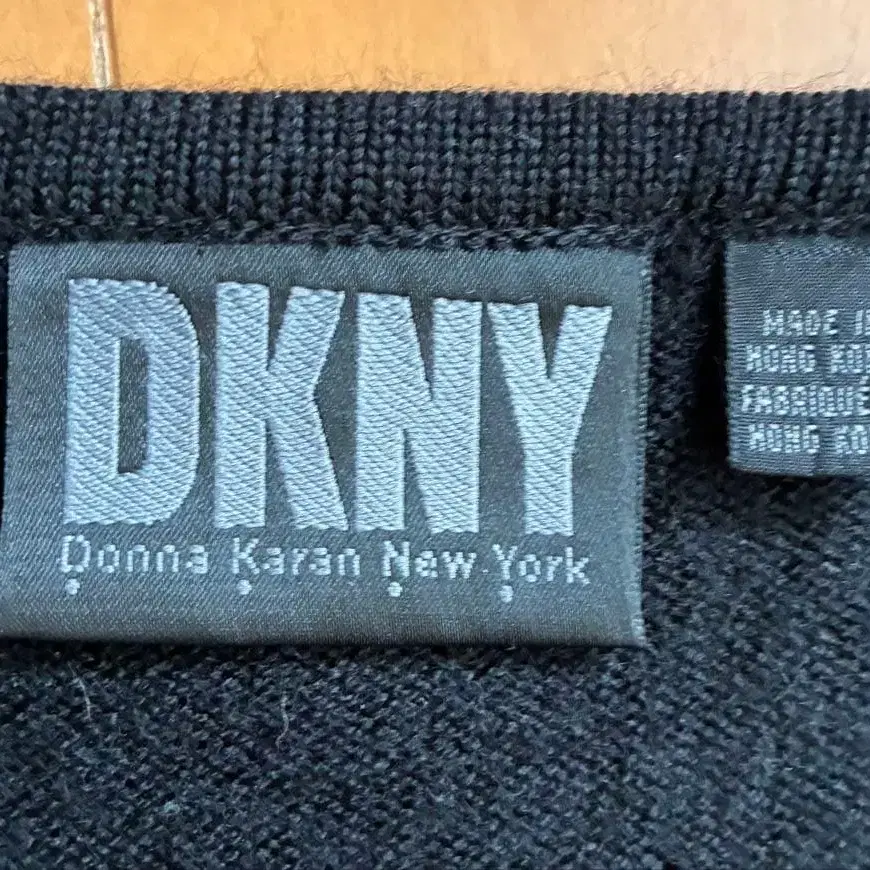 DKNY
Donna Karan New York
MADE I
HONG KO
FABRIQUÉ
HONG KO